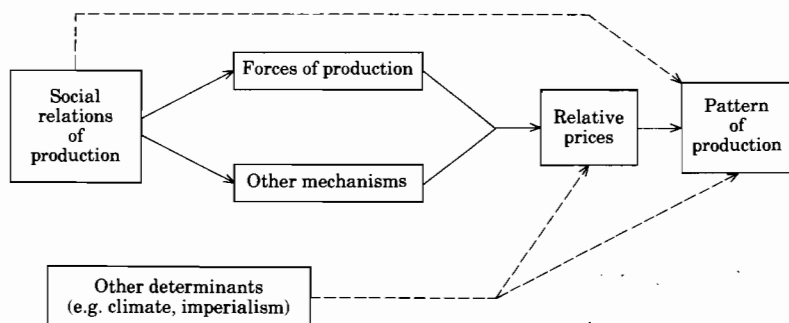 Social
relations
of
production
Forces of production
Other mechanisms
Relative
prices
Pattern
of
production
Other determinants
(e.g. climate, imperialism)